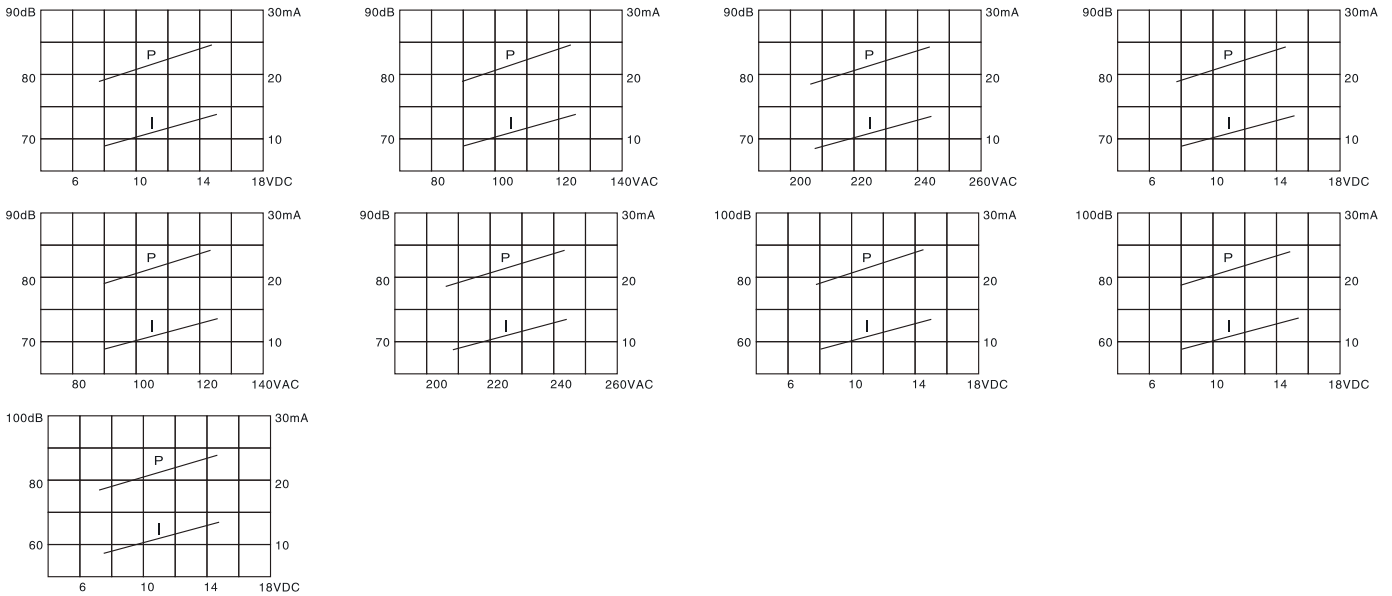 90dB 30mA 90dB 30mA 90dB 30mA 90dB 30mA
P P P P
80 20 80 20 80 20 80 20
I I I I
70 10 70 10 70 10 70 10
6 10 14 18VDC 80 100 120 140VAC 200 220 240 260VAC 6 10 14 18VDC
90dB 30mA 90dB 30mA 100dB 30mA 100dB 30mA
P P P P
80 20 80 20 80 20 80 20
I I I I
70 10 70 10 60 10 60 10
80 100 120 140VAC 200 220 240 260VAC 6 10 14 18VDC 6 10 14 18VDC
100dB 30mA
P
80 20
I
60 10
6 10 14 18VDC